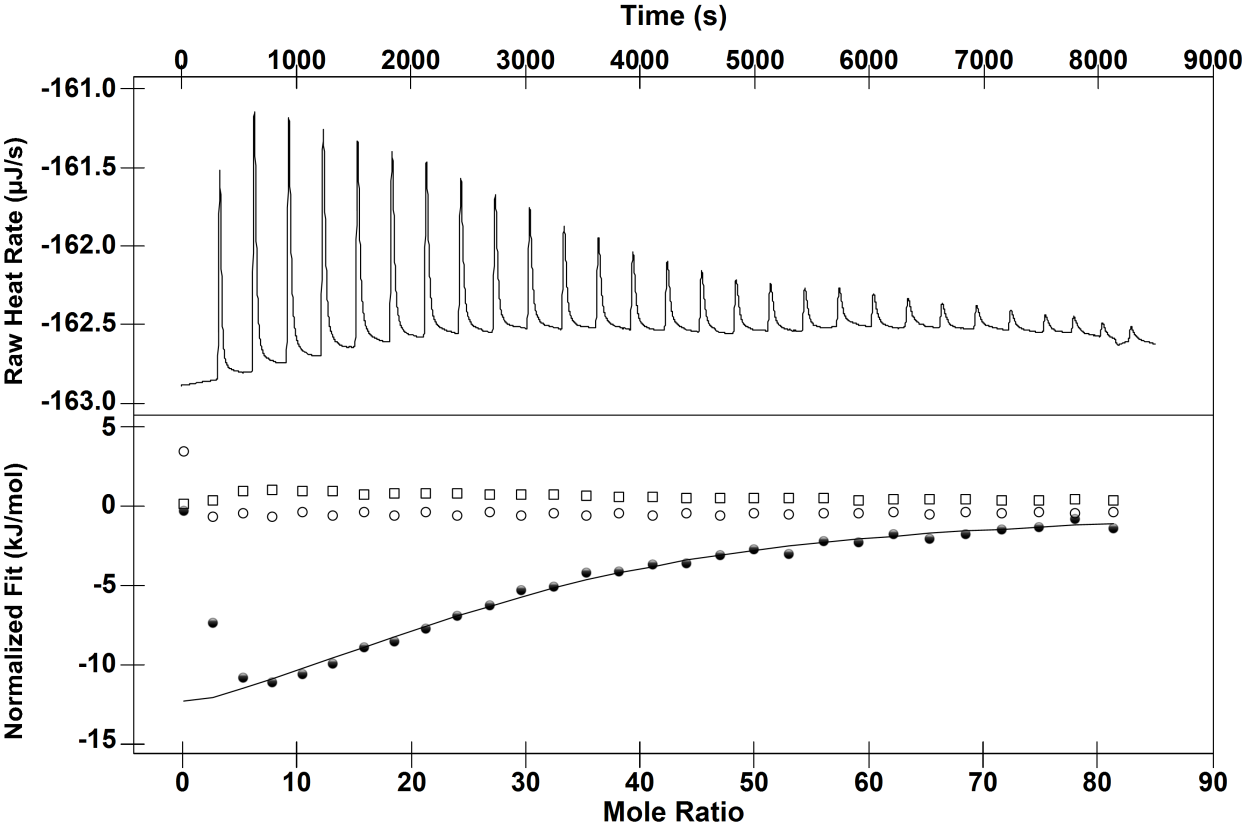 Time (s)
0 1000 2000 3000 4000 5000 6000 7000 8000 9000
Raw Heat Rate (µJ/s)
-161.0
-161.5
-162.0
-162.5
-163.0
Normalized Fit (kJ/mol)
5
0
-5
-10
-15
0 10 20 30 40 50 60 70 80 90
Mole Ratio